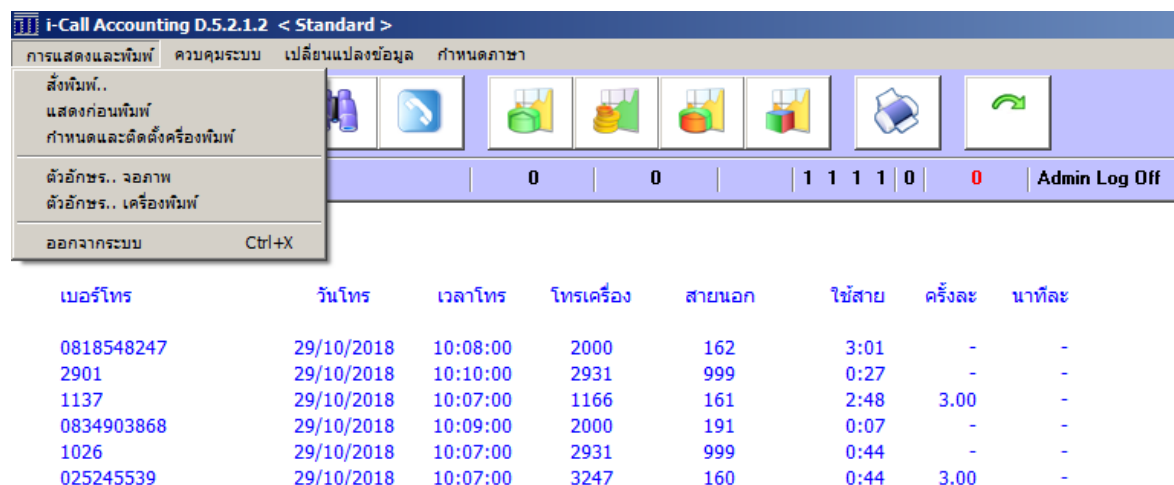 i-Call Accounting D.5.2.1.2 < Standard >
การแสดงและพิมพ์ ควบคุมระบบ เปลี่ยนแปลงข้อมูล กำหนดภาษา
สั่งพิมพ์..
แสดงก่อนพิมพ์
กำหนดและติดตั้งครื่องพิมพ์
ตัวอักษร.. จอภาพ
ตัวอักษร.. เครื่องพิมพ์
ออกจากระบบ Ctrl+X
0 0 1 1 1 1 0 0 Admin Log Off
เบอร์โทร วันโทร เวลาโทร โทรเครื่อง สายนอก ใช้สาย ครั้งละ นาทีละ
0818548247 29/10/2018 10:08:00 2000 162 3:01 - -
2901 29/10/2018 10:10:00 2931 999 0:27 - -
1137 29/10/2018 10:07:00 1166 161 2:48 3.00 -
0834903868 29/10/2018 10:09:00 2000 191 0:07 - -
1026 29/10/2018 10:07:00 2931 999 0:44 - -
025245539 29/10/2018 10:07:00 3247 160 0:44 3.00 -